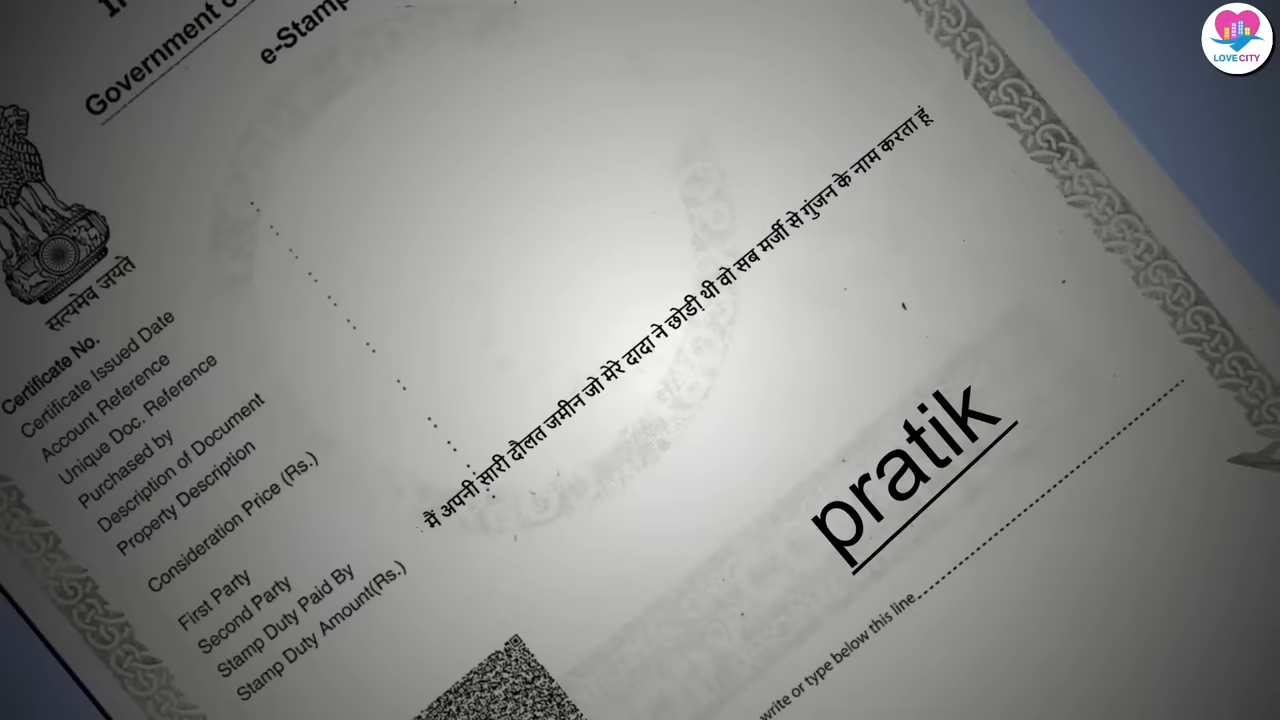 LOVE CITY
Government
e-Stamp
सत्यमेव जयते
Certificate No.
Certificate Issued Date
Account Reference
Unique Doc. Reference
Purchased by
Description of Document
Property Description
Consideration Price (Rs.)
First Party
Second Party
Stamp Duty Paid By
Stamp Duty Amount(Rs.)
मैं अपनी सारी दौलत जमीन जो मेरे दादा ने छोडी़ थी वो सब मर्जी से गुंजन के नाम करता हूं
pratik
write or type below this line